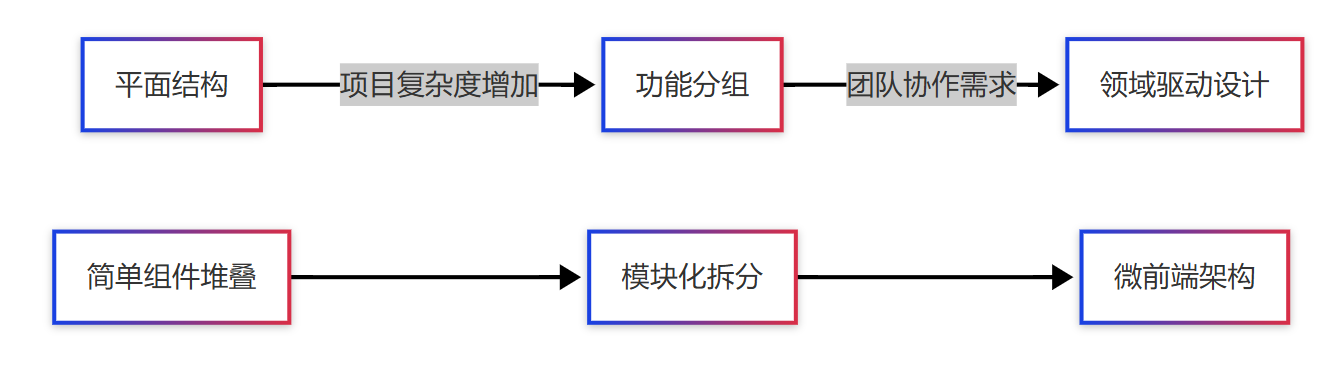 平面结构
项目复杂度增加
功能分组
团队协作需求
领域驱动设计
简单组件堆叠
模块化拆分
微前端架构